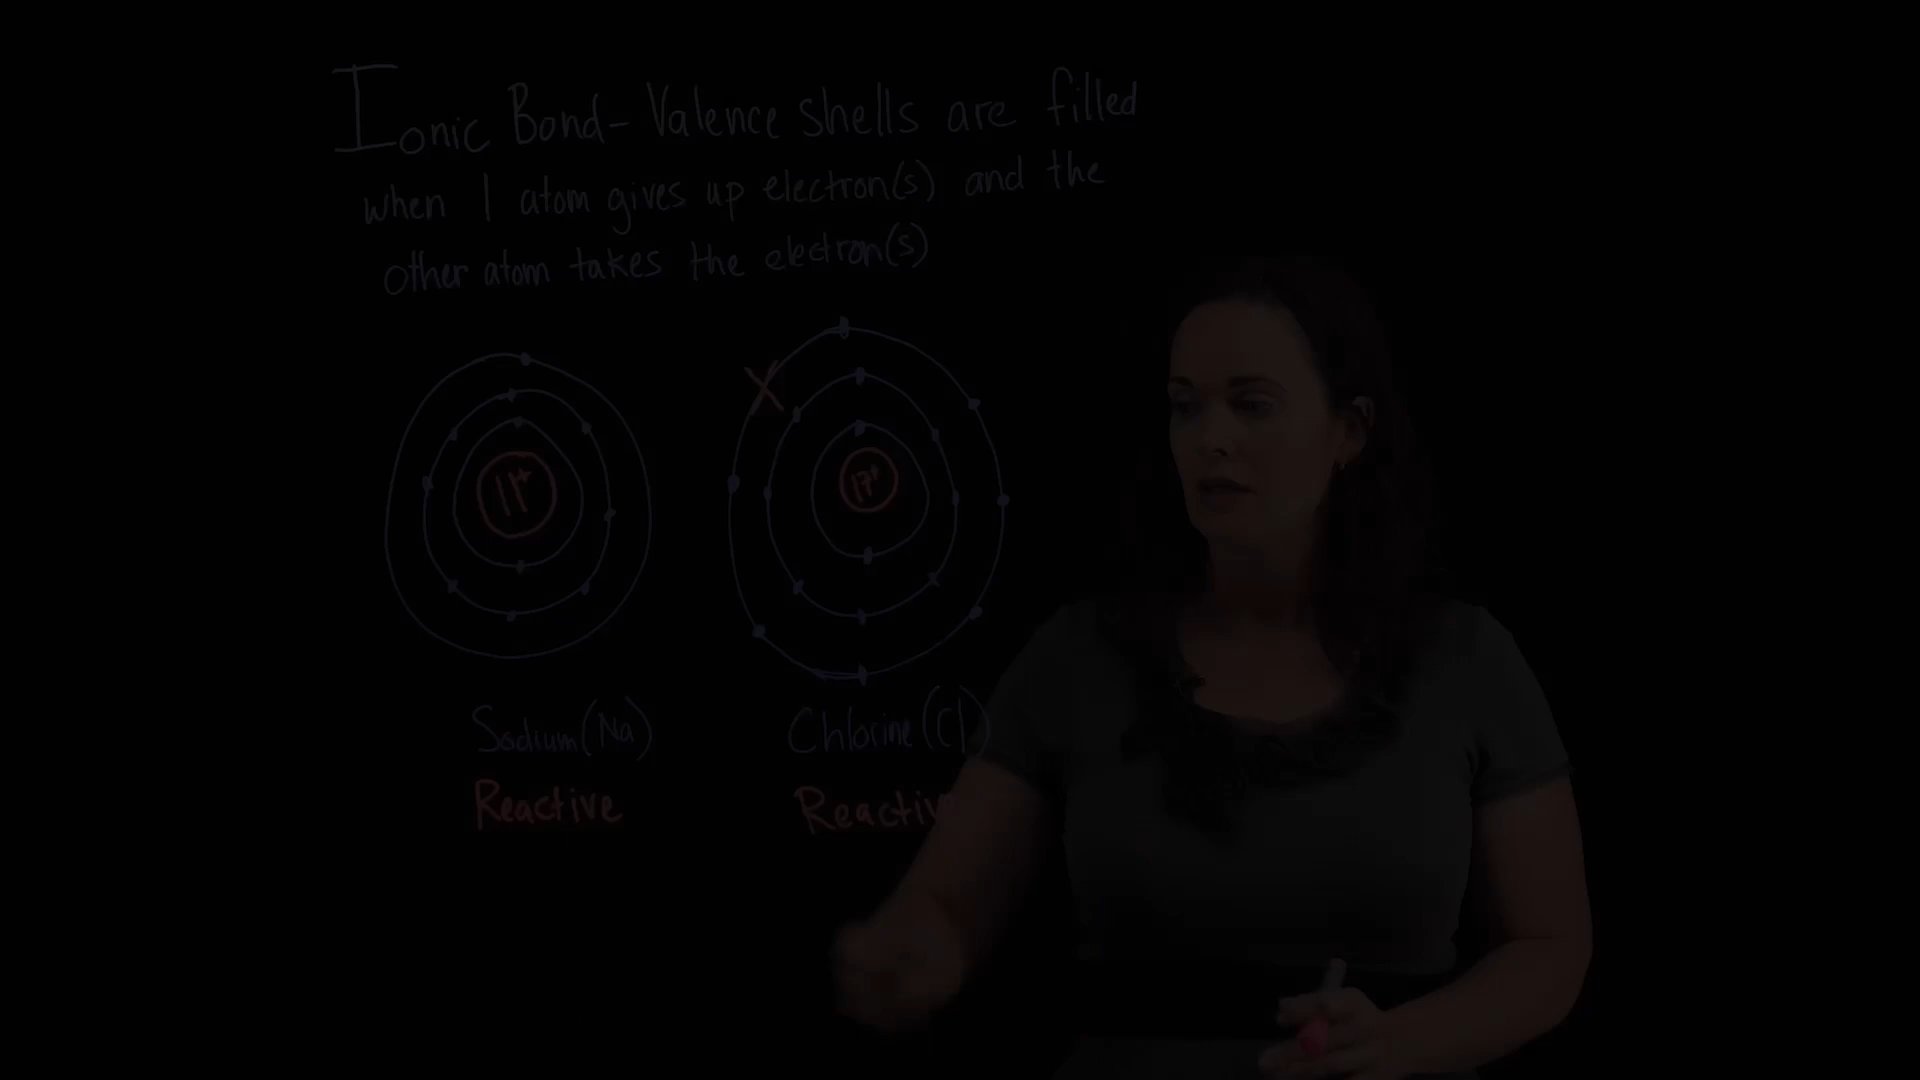 Ionic Bond - Valence shells are filled
when 1 atom gives up electron(s) and the
other atom takes the electron(s)
X
11+
17+
Sodium (Na)
Chlorine (Cl)
Reactive
Reactiv